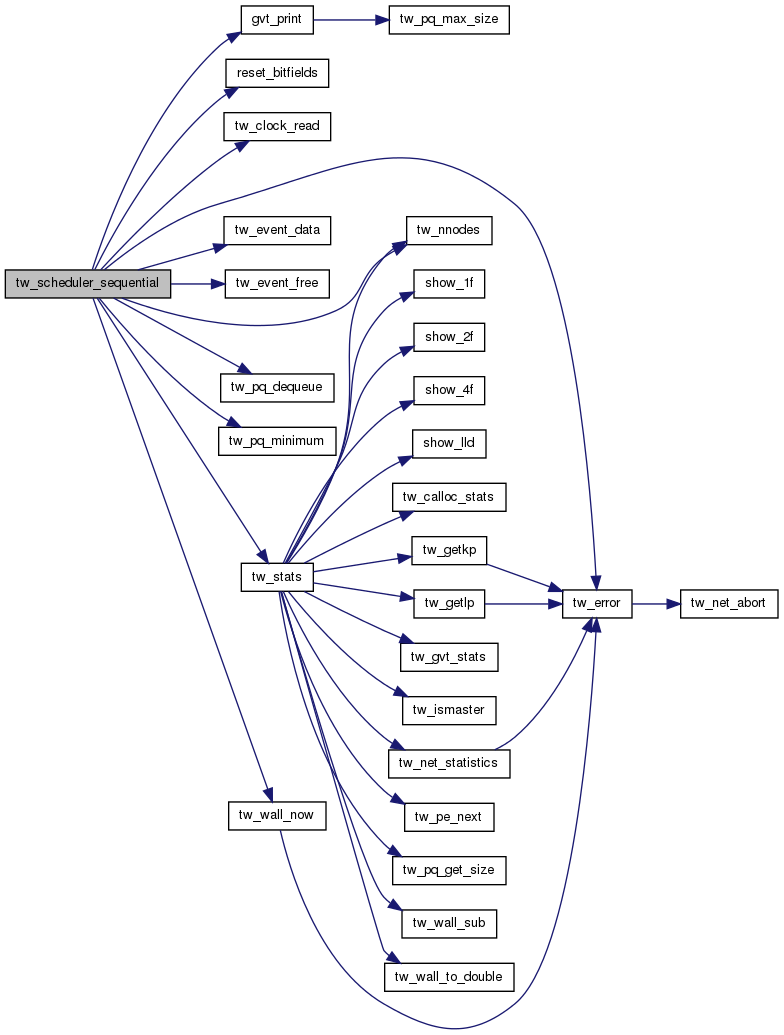 gvt_print
tw_pq_max_size
reset_bitfields
tw_clock_read
tw_event_data
tw_nnodes
tw_scheduler_sequential
tw_event_free
show_1f
show_2f
tw_pq_dequeue
show_4f
tw_pq_minimum
show_lld
tw_calloc_stats
tw_getkp
tw_stats
tw_getlp
tw_error
tw_net_abort
tw_gvt_stats
tw_ismaster
tw_net_statistics
tw_wall_now
tw_pe_next
tw_pq_get_size
tw_wall_sub
tw_wall_to_double